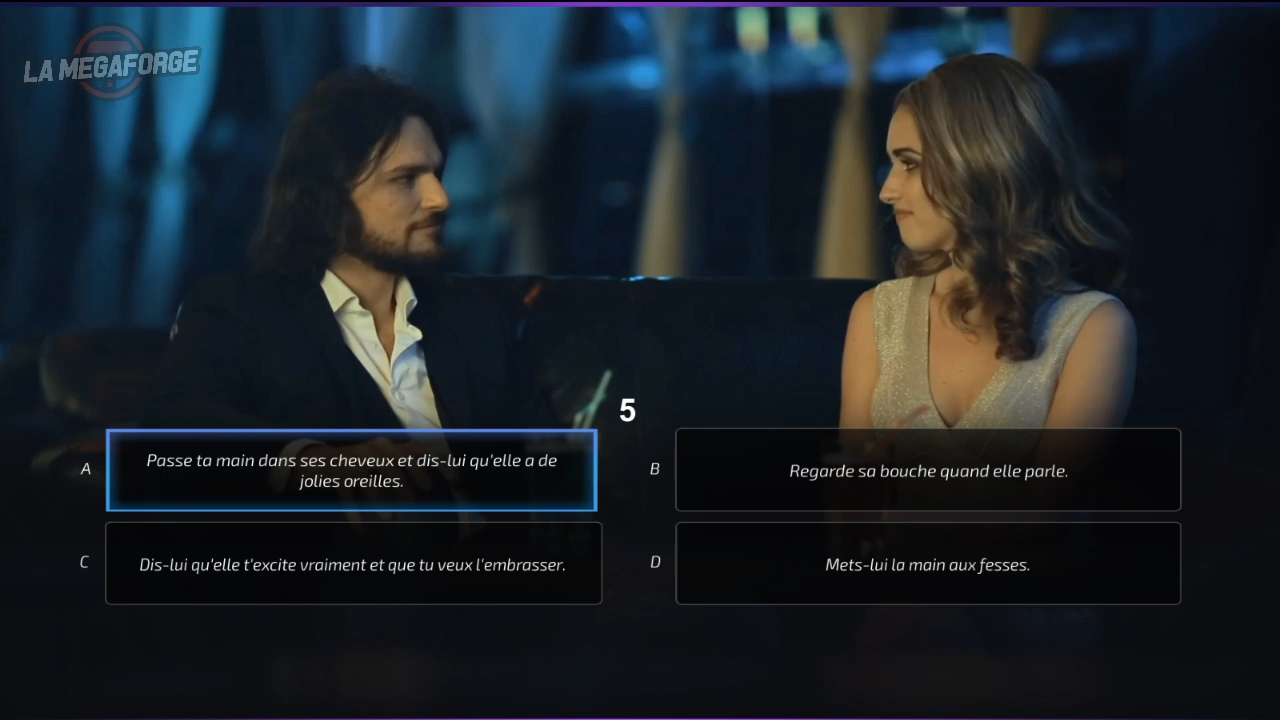 LA MEGAFORGE
5
A
Passe ta main dans ses cheveux et dis-lui qu'elle a de
jolies oreilles.
B
Regarde sa bouche quand elle parle.
C
Dis-lui qu'elle t'excite vraiment et que tu veux l'embrasser.
D
Mets-lui la main aux fesses.